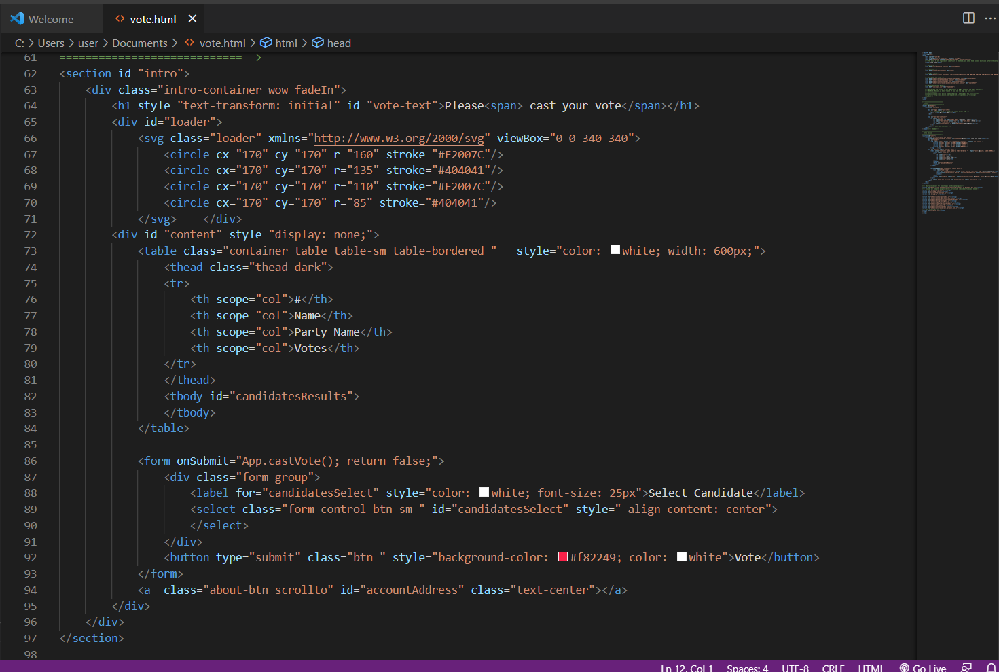 Welcome
vote.html
C: > Users > user > Documents > vote.html > html > head
61 ============================-->
62 <section id="intro">
63 <div class="intro-container wow fadeIn">
64 <h1 style="text-transform: initial" id="vote-text">Please<span> cast your vote</span></h1>
65 <div id="loader">
66 <svg class="loader" xmlns="http://www.w3.org/2000/svg" viewBox="0 0 340 340">
67 <circle cx="170" cy="170" r="160" stroke="#E2007C"/>
68 <circle cx="170" cy="170" r="135" stroke="#404041"/>
69 <circle cx="170" cy="170" r="110" stroke="#E2007C"/>
70 <circle cx="170" cy="170" r="85" stroke="#404041"/>
71 </svg>    </div>
72 <div id="content" style="display: none;">
73 <table class="container table table-sm table-bordered "   style="color: white; width: 600px;">
74 <thead class="thead-dark">
75 <tr>
76 <th scope="col">#</th>
77 <th scope="col">Name</th>
78 <th scope="col">Party Name</th>
79 <th scope="col">Votes</th>
80 </tr>
81 </thead>
82 <tbody id="candidatesResults">
83 </tbody>
84 </table>
85
86 <form onSubmit="App.castVote(); return false;">
87 <div class="form-group">
88 <label for="candidatesSelect" style="color: white; font-size: 25px">Select Candidate</label>
89 <select class="form-control btn-sm " id="candidatesSelect" style=" align-content: center">
90 </select>
91 </div>
92 <button type="submit" class="btn " style="background-color: #f82249; color: white">Vote</button>
93 </form>
94 <a  class="about-btn scrollto" id="accountAddress" class="text-center"></a>
95 </div>
96 </div>
97 </section>
98
Ln 12, Col 1 Spaces: 4 UTF-8 CRLF HTML Go Live